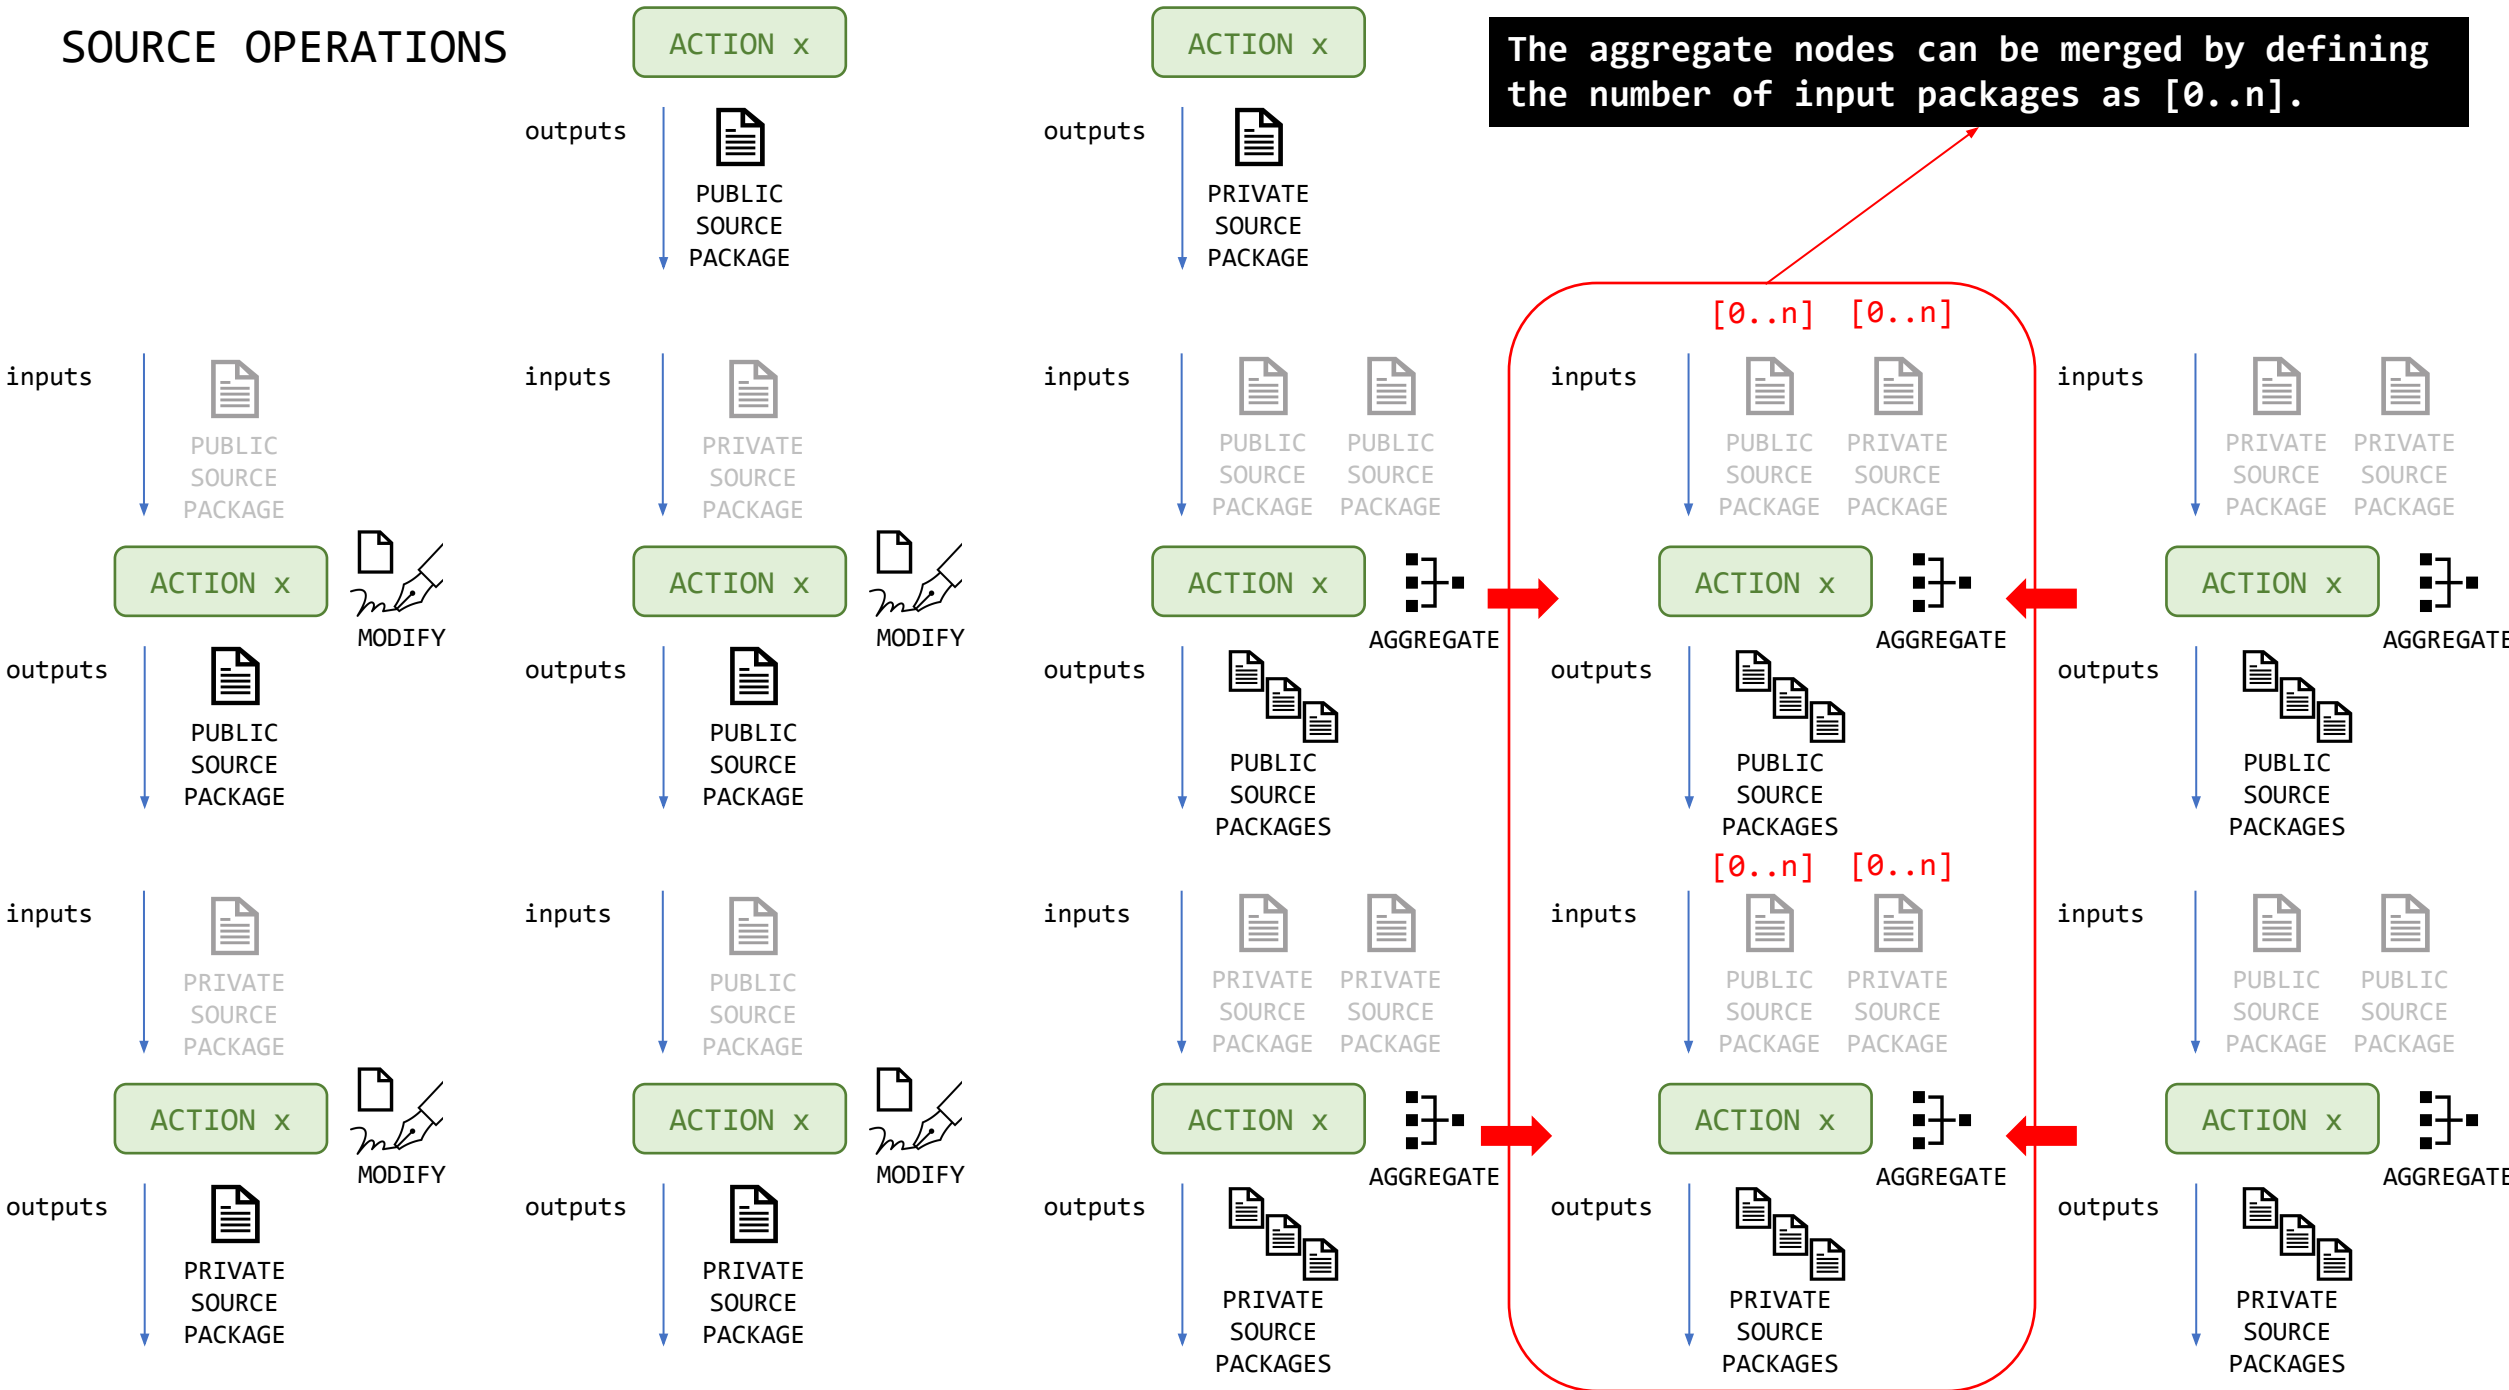 SOURCE OPERATIONS
ACTION x
ACTION x
The aggregate nodes can be merged by defining
the number of input packages as [0..n].
outputs
PUBLIC
SOURCE
PACKAGE
outputs
PRIVATE
SOURCE
PACKAGE
inputs
PUBLIC
SOURCE
PACKAGE
ACTION x
MODIFY
outputs
PUBLIC
SOURCE
PACKAGE
inputs
PRIVATE
SOURCE
PACKAGE
ACTION x
MODIFY
outputs
PUBLIC
SOURCE
PACKAGE
inputs
PUBLIC PUBLIC
SOURCE SOURCE
PACKAGE PACKAGE
ACTION x
AGGREGATE
outputs
PUBLIC
SOURCE
PACKAGES
[0..n] [0..n]
inputs
PUBLIC PRIVATE
SOURCE SOURCE
PACKAGE PACKAGE
ACTION x
AGGREGATE
outputs
PUBLIC
SOURCE
PACKAGES
inputs
PRIVATE PRIVATE
SOURCE SOURCE
PACKAGE PACKAGE
ACTION x
AGGREGATE
outputs
PUBLIC
SOURCE
PACKAGES
inputs
PRIVATE
SOURCE
PACKAGE
ACTION x
MODIFY
outputs
PRIVATE
SOURCE
PACKAGE
inputs
PUBLIC
SOURCE
PACKAGE
ACTION x
MODIFY
outputs
PRIVATE
SOURCE
PACKAGE
inputs
PRIVATE PRIVATE
SOURCE SOURCE
PACKAGE PACKAGE
ACTION x
AGGREGATE
outputs
PRIVATE
SOURCE
PACKAGES
[0..n] [0..n]
inputs
PUBLIC PRIVATE
SOURCE SOURCE
PACKAGE PACKAGE
ACTION x
AGGREGATE
outputs
PRIVATE
SOURCE
PACKAGES
inputs
PUBLIC PUBLIC
SOURCE SOURCE
PACKAGE PACKAGE
ACTION x
AGGREGATE
outputs
PRIVATE
SOURCE
PACKAGES